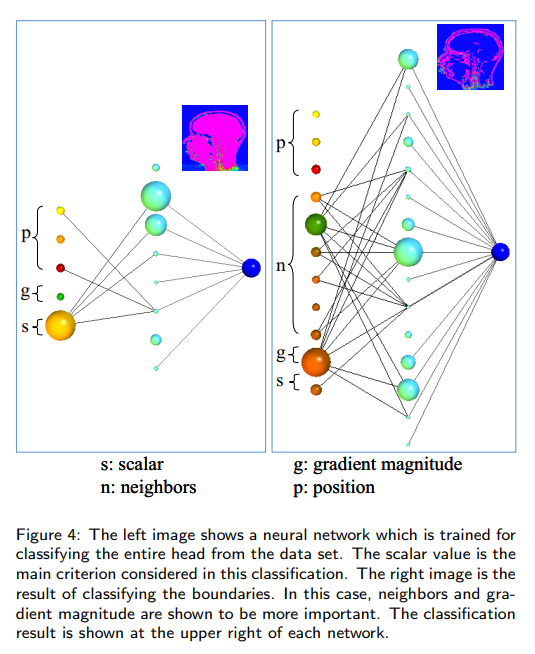 p
g
s
p
n
g
s
s: scalar
g: gradient magnitude
n: neighbors
p: position
Figure 4: The left image shows a neural network which is trained for
classifying the entire head from the data set. The scalar value is the
main criterion considered in this classification. The right image is the
result of classifying the boundaries. In this case, neighbors and gra-
dient magnitude are shown to be more important. The classification
result is shown at the upper right of each network.